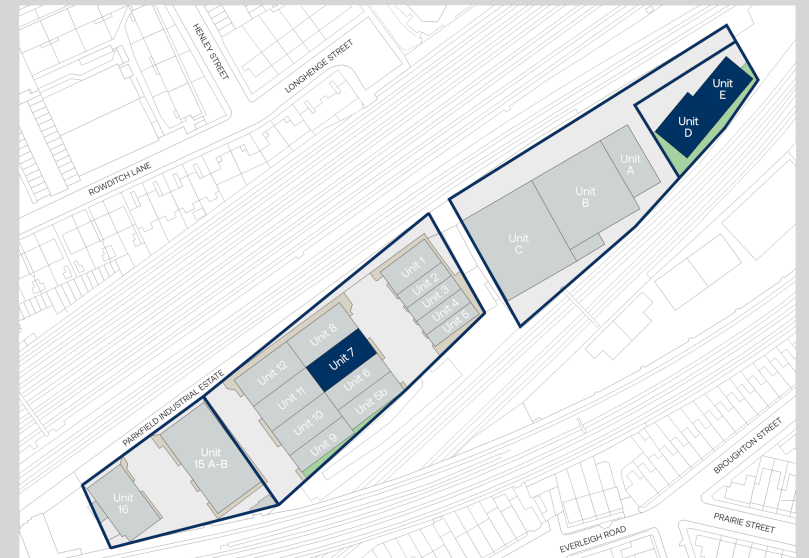 HENLEY STREET
LONGHENGE STREET
ROWDITCH LANE
Unit
E
Unit
D
Unit
A
Unit
B
Unit
C
Unit 1
Unit 2
Unit 3
Unit 4
Unit 5
Unit 8
Unit 7
Unit 6
Unit 5b
Unit 12
Unit 11
Unit 10
Unit 9
PARKFIELD INDUSTRIAL ESTATE
Unit
15 A-B
Unit
16
BROUGHTON STREET
PRAIRIE STREET
EVERLEIGH ROAD